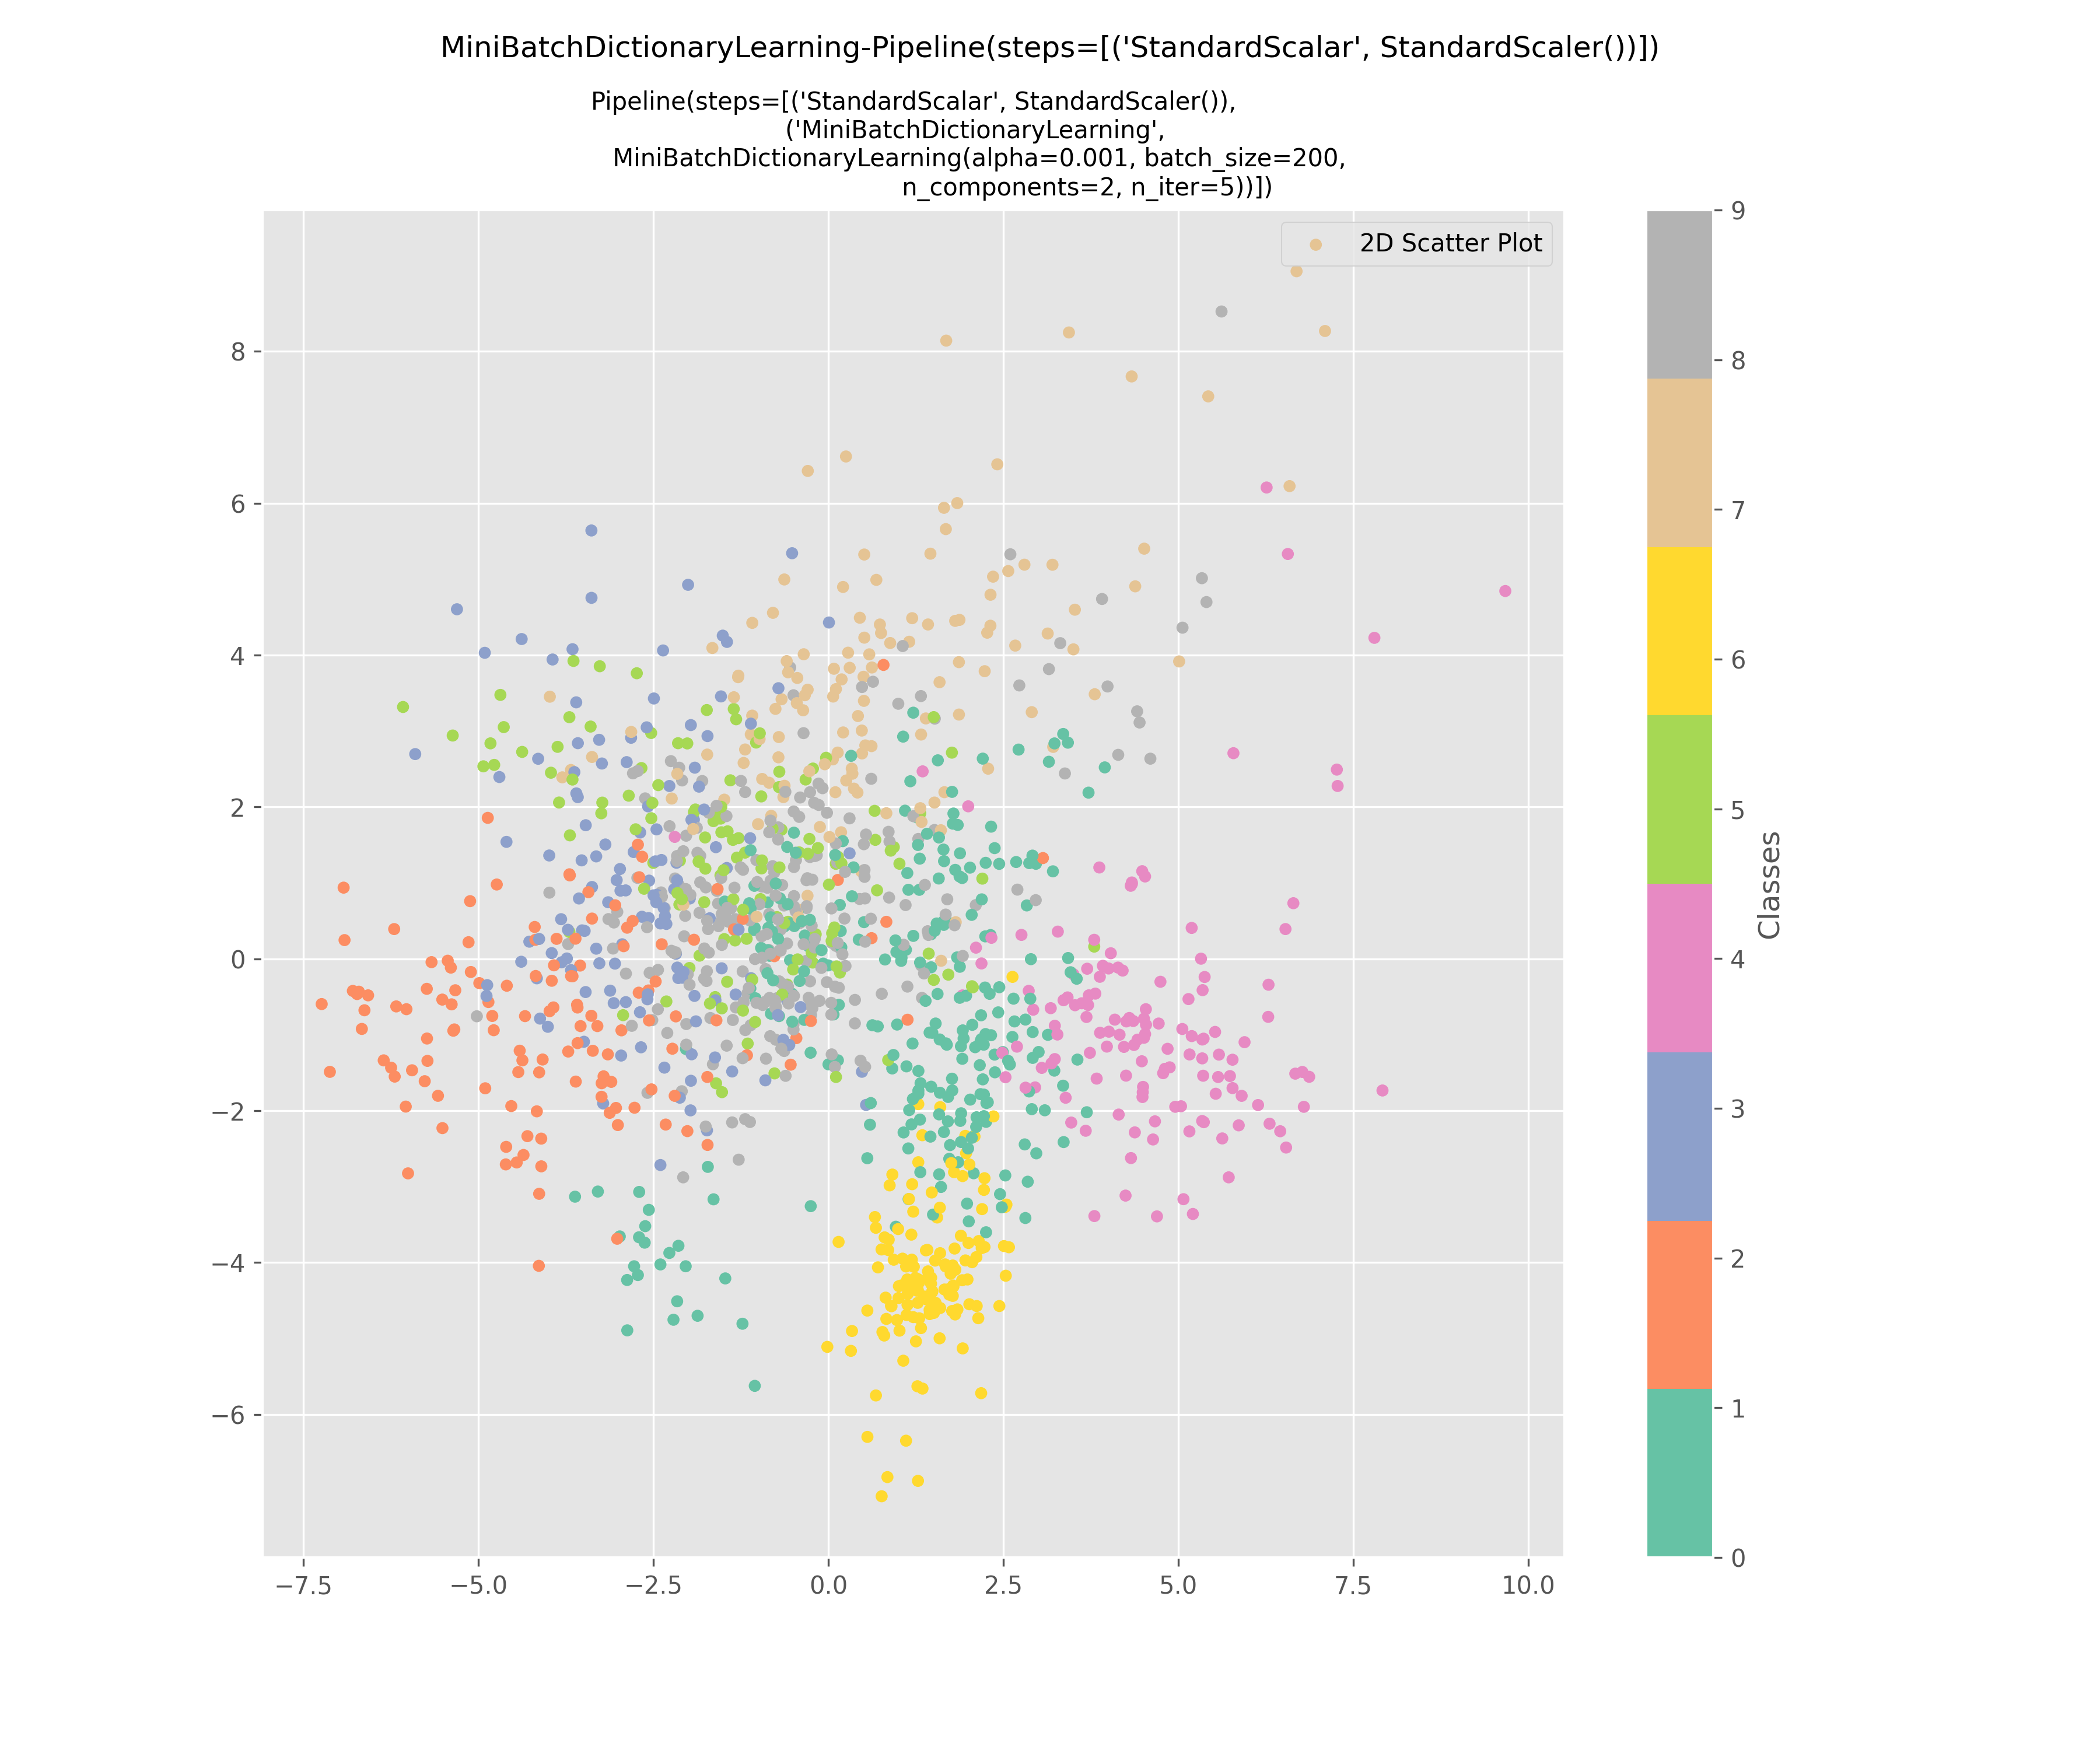 MiniBatchDictionaryLearning-Pipeline(steps=[('StandardScalar', StandardScaler())])
Pipeline(steps=[('StandardScalar', StandardScaler()),
('MiniBatchDictionaryLearning',
MiniBatchDictionaryLearning(alpha=0.001, batch_size=200,
n_components=2, n_iter=5))])
2D Scatter Plot
8
6
4
2
0
−2
−4
−6
−7.5 −5.0 −2.5 0.0 2.5 5.0 7.5 10.0
9
8
7
6
5
4
3
2
1
0
Classes